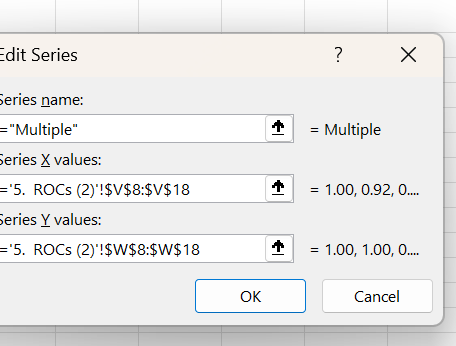 Edit Series ?
Series name:
="Multiple" = Multiple
Series X values:
='5.  ROCs (2)'!$V$8:$V$18 = 1.00, 0.92, 0....
Series Y values:
='5.  ROCs (2)'!$W$8:$W$18 = 1.00, 1.00, 0....
OK Cancel